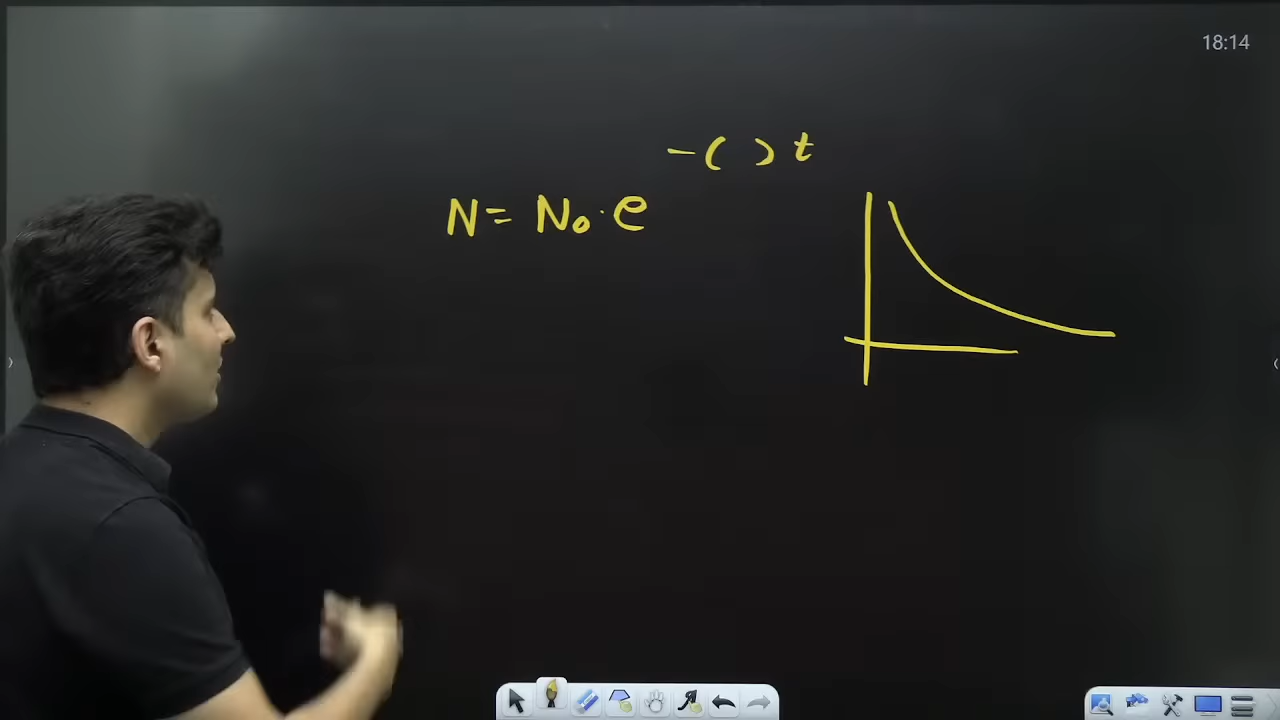 18:14
-( )t
N = N₀·e